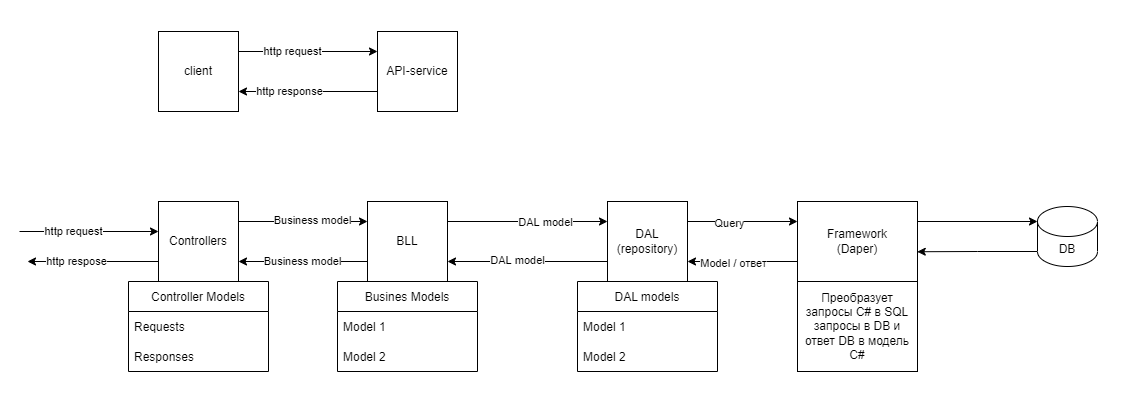 client
http request
API-service
http response
http request
http respose
Controllers
Business model
Business model
BLL
DAL model
DAL model
DAL
(repository)
Query
Model / ответ
Framework
(Daper)
DB
Controller Models
Requests
Responses
Busines Models
Model 1
Model 2
DAL models
Model 1
Model 2
Преобразует
запросы C# в SQL
запросы в DB и
ответ DB в модель
C#